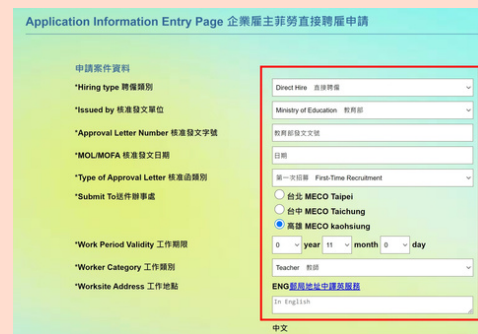 Application Information Entry Page 企業雇主菲勞直接聘雇申請
申請案件資料
*Hiring type 聘僱類別
Direct Hire 直接聘僱
*Issued by 核准發文單位
Ministry of Education 教育部
*Approval Letter Number 核准發文字號
教育部發文文號
*MOL/MOFA 核准發文日期
日期
*Type of Approval Letter 核准函類別
第一次招募 First-Time Recruitment
*Submit To送件辦事處
台北 MECO Taipei
台中 MECO Taichung
高雄 MECO kaohsiung
*Work Period Validity 工作期限
0 year 11 month 0 day
*Worker Category 工作類別
Teacher 教師
*Worksite Address 工作地點
ENG郵局地址中譯英服務
In English
中文